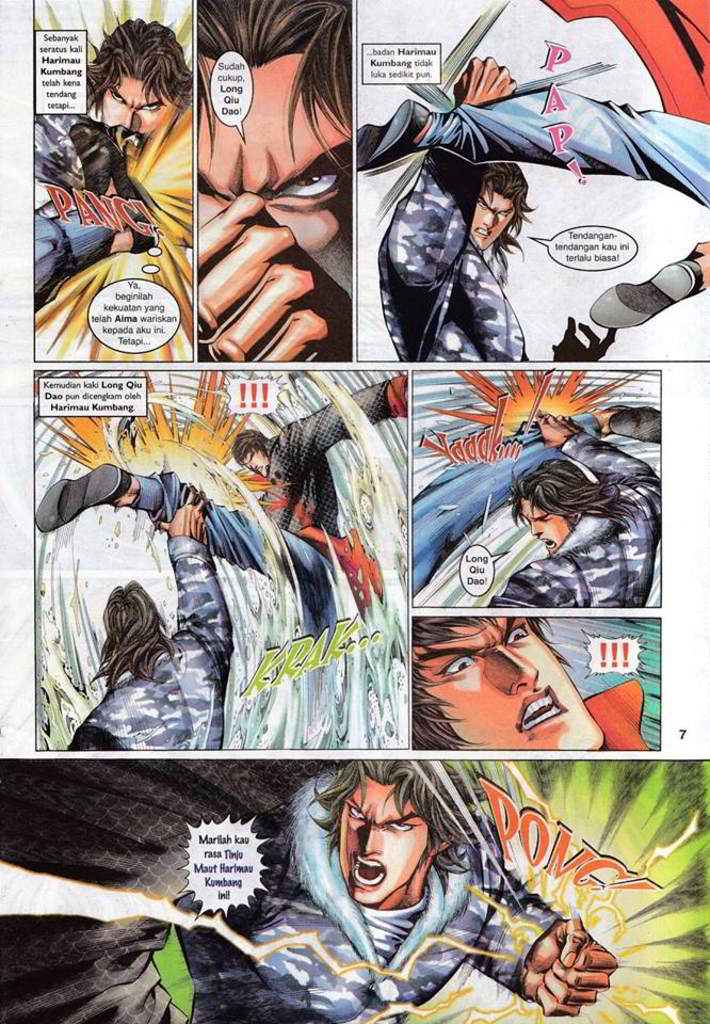 Sebanyak
seratus kali
Harimau
Kumbang
telah kena
tendang
tetapi...
PANG!
Ya,
beginilah
kekuatan yang
telah Aima wariskan
kepada aku ini.
Tetapi...
Sudah
cukup,
Long
Qiu
Dao!
...badan Harimau
Kumbang tidak
luka sedikit pun.
PAP!
Tendangan-
tendangan kau ini
terlalu biasa!
Kemudian kaki Long Qiu
Dao pun dicengkam oleh
Harimau Kumbang.
!!!
KRAK...
Yaaakk!!
Long
Qiu
Dao!
!!!
7
Marilah kau
rasa Tinju
Maut Harimau
Kumbang
ini!
PONG!